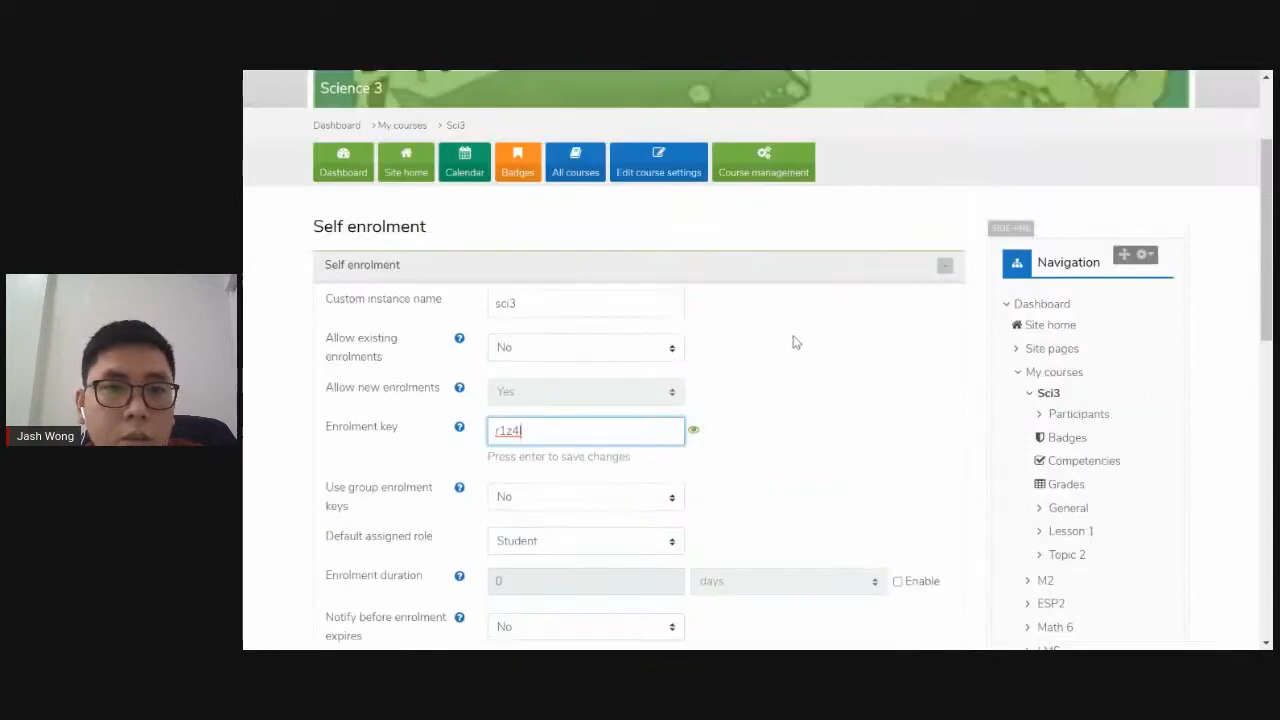 Science 3
Dashboard > My courses > Sci3
Dashboard Site home Calendar Badges All courses Edit course settings Course management
Self enrolment
SIDE-PRE
Self enrolment
-
Navigation
Custom instance name
sci3
Allow existing
enrolments
No
Allow new enrolments
Yes
Enrolment key
r1z4
Press enter to save changes
Use group enrolment
keys
No
Default assigned role
Student
Enrolment duration
0
days
Enable
Notify before enrolment
expires
No
Dashboard
Site home
Site pages
My courses
Sci3
Participants
Badges
Competencies
Grades
General
Lesson 1
Topic 2
M2
ESP2
Math 6
Jash Wong